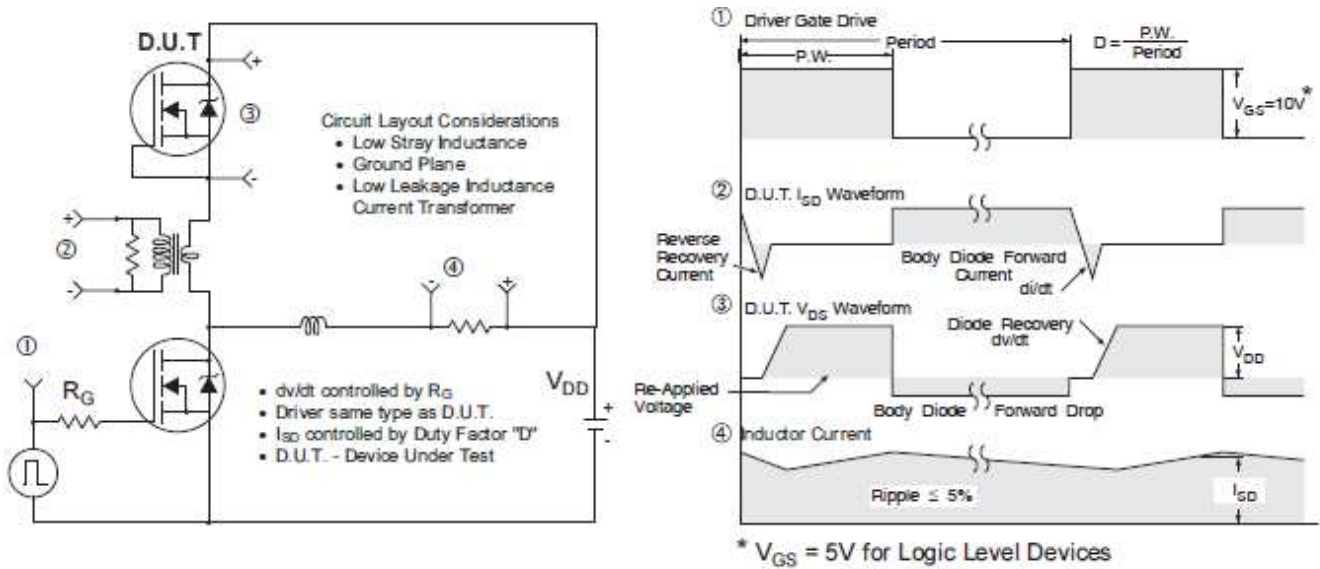 D.U.T
+
③
-
Circuit Layout Considerations
• Low Stray Inductance
• Ground Plane
• Low Leakage Inductance
Current Transformer
+
②
-
④
- +
①
RG
VDD
+
-
• dv/dt controlled by RG
• Driver same type as D.U.T.
• ISD controlled by Duty Factor "D"
• D.U.T. - Device Under Test
① Driver Gate Drive
Period
P.W.
D = P.W.
Period
VGS=10V*
② D.U.T. ISD Waveform
Reverse
Recovery
Current
Body Diode Forward
Current
di/dt
③ D.U.T. VDS Waveform
Diode Recovery
dv/dt
VDD
Re-Applied
Voltage
Body Diode Forward Drop
④ Inductor Current
Ripple ≤ 5%
ISD
* VGS = 5V for Logic Level Devices